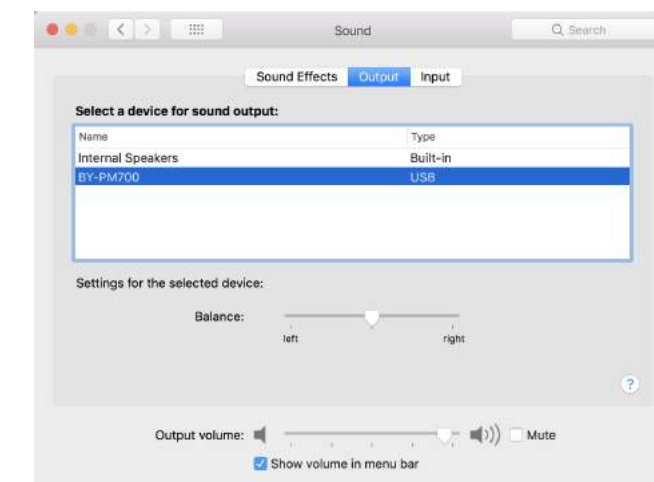 Sound
Search
Sound Effects Output Input
Select a device for sound output:
Name Type
Internal Speakers Built-in
BY-PM700 USB
Settings for the selected device:
Balance:
left right
?
Output volume: Mute
Show volume in menu bar